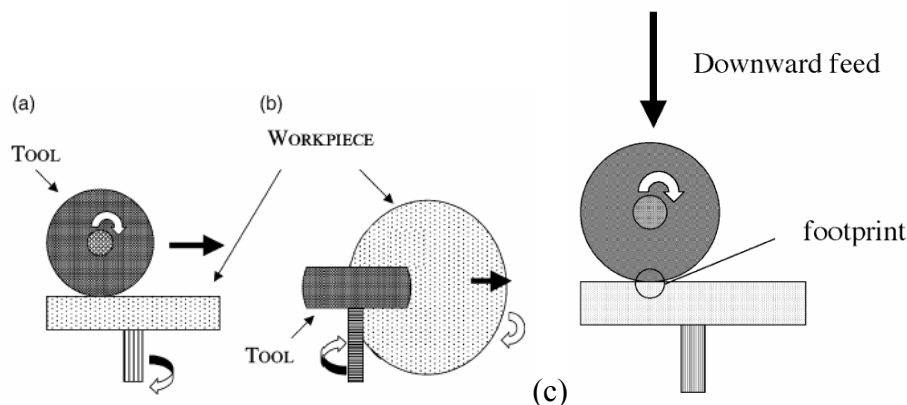 (a)
(b)
WORKPIECE
TOOL
TOOL
Downward feed
footprint
(c)